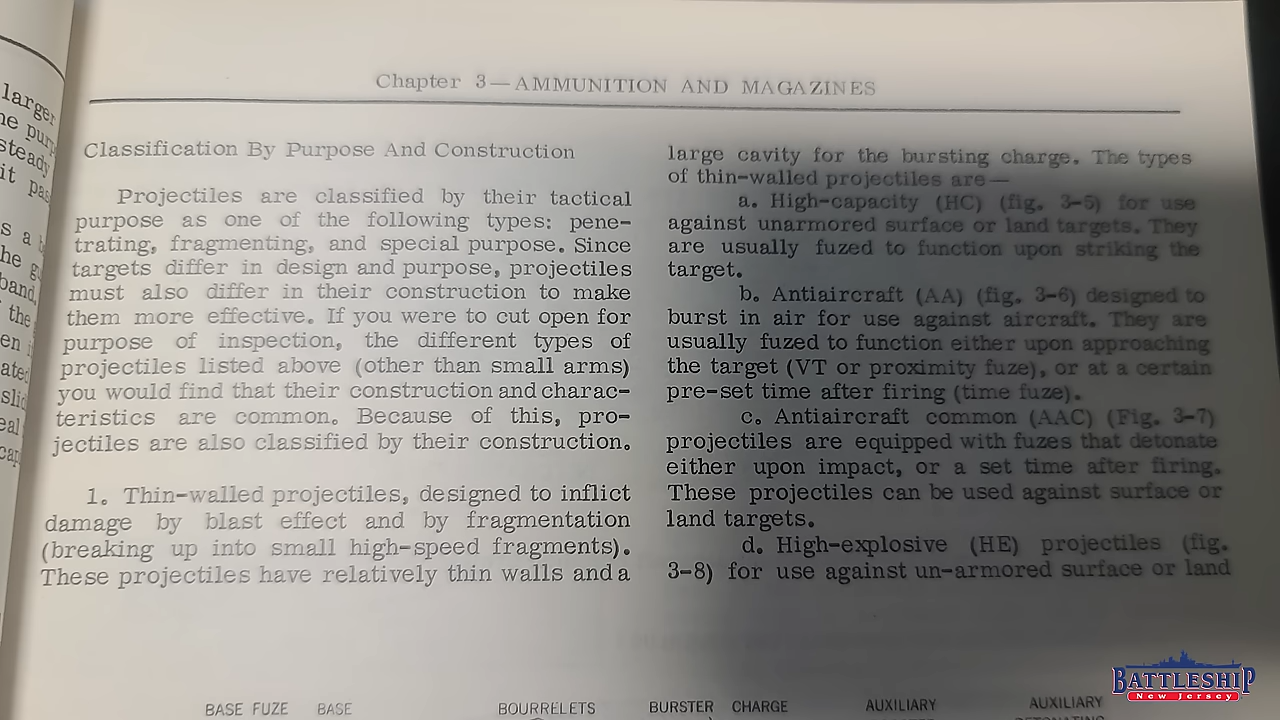 larger
steady
it pas
s a
band,
the
Chapter 3—AMMUNITION AND MAGAZINES
Classification By Purpose And Construction
Projectiles are classified by their tactical
purpose as one of the following types: pene-
trating, fragmenting, and special purpose. Since
targets differ in design and purpose, projectiles
must also differ in their construction to make
them more effective. If you were to cut open for
purpose of inspection, the different types of
projectiles listed above (other than small arms)
you would find that their construction and charac-
teristics are common. Because of this, pro-
jectiles are also classified by their construction.
1. Thin-walled projectiles, designed to inflict
damage by blast effect and by fragmentation
(breaking up into small high-speed fragments).
These projectiles have relatively thin walls and a
large cavity for the bursting charge. The types
of thin-walled projectiles are—
a. High-capacity (HC) (fig. 3-5) for use
against unarmored surface or land targets. They
are usually fuzed to function upon striking the
target.
b. Antiaircraft (AA) (fig. 3-6) designed to
burst in air for use against aircraft. They are
usually fuzed to function either upon approaching
the target (VT or proximity fuze), or at a certain
pre-set time after firing (time fuze).
c. Antiaircraft common (AAC) (Fig. 3-7)
projectiles are equipped with fuzes that detonate
either upon impact, or a set time after firing.
These projectiles can be used against surface or
land targets.
d. High-explosive (HE) projectiles (fig.
3-8) for use against un-armored surface or land
BASE FUZE BASE BOURRELETS BURSTER CHARGE AUXILIARY AUXILIARY
BATTLESHIP
New Jersey